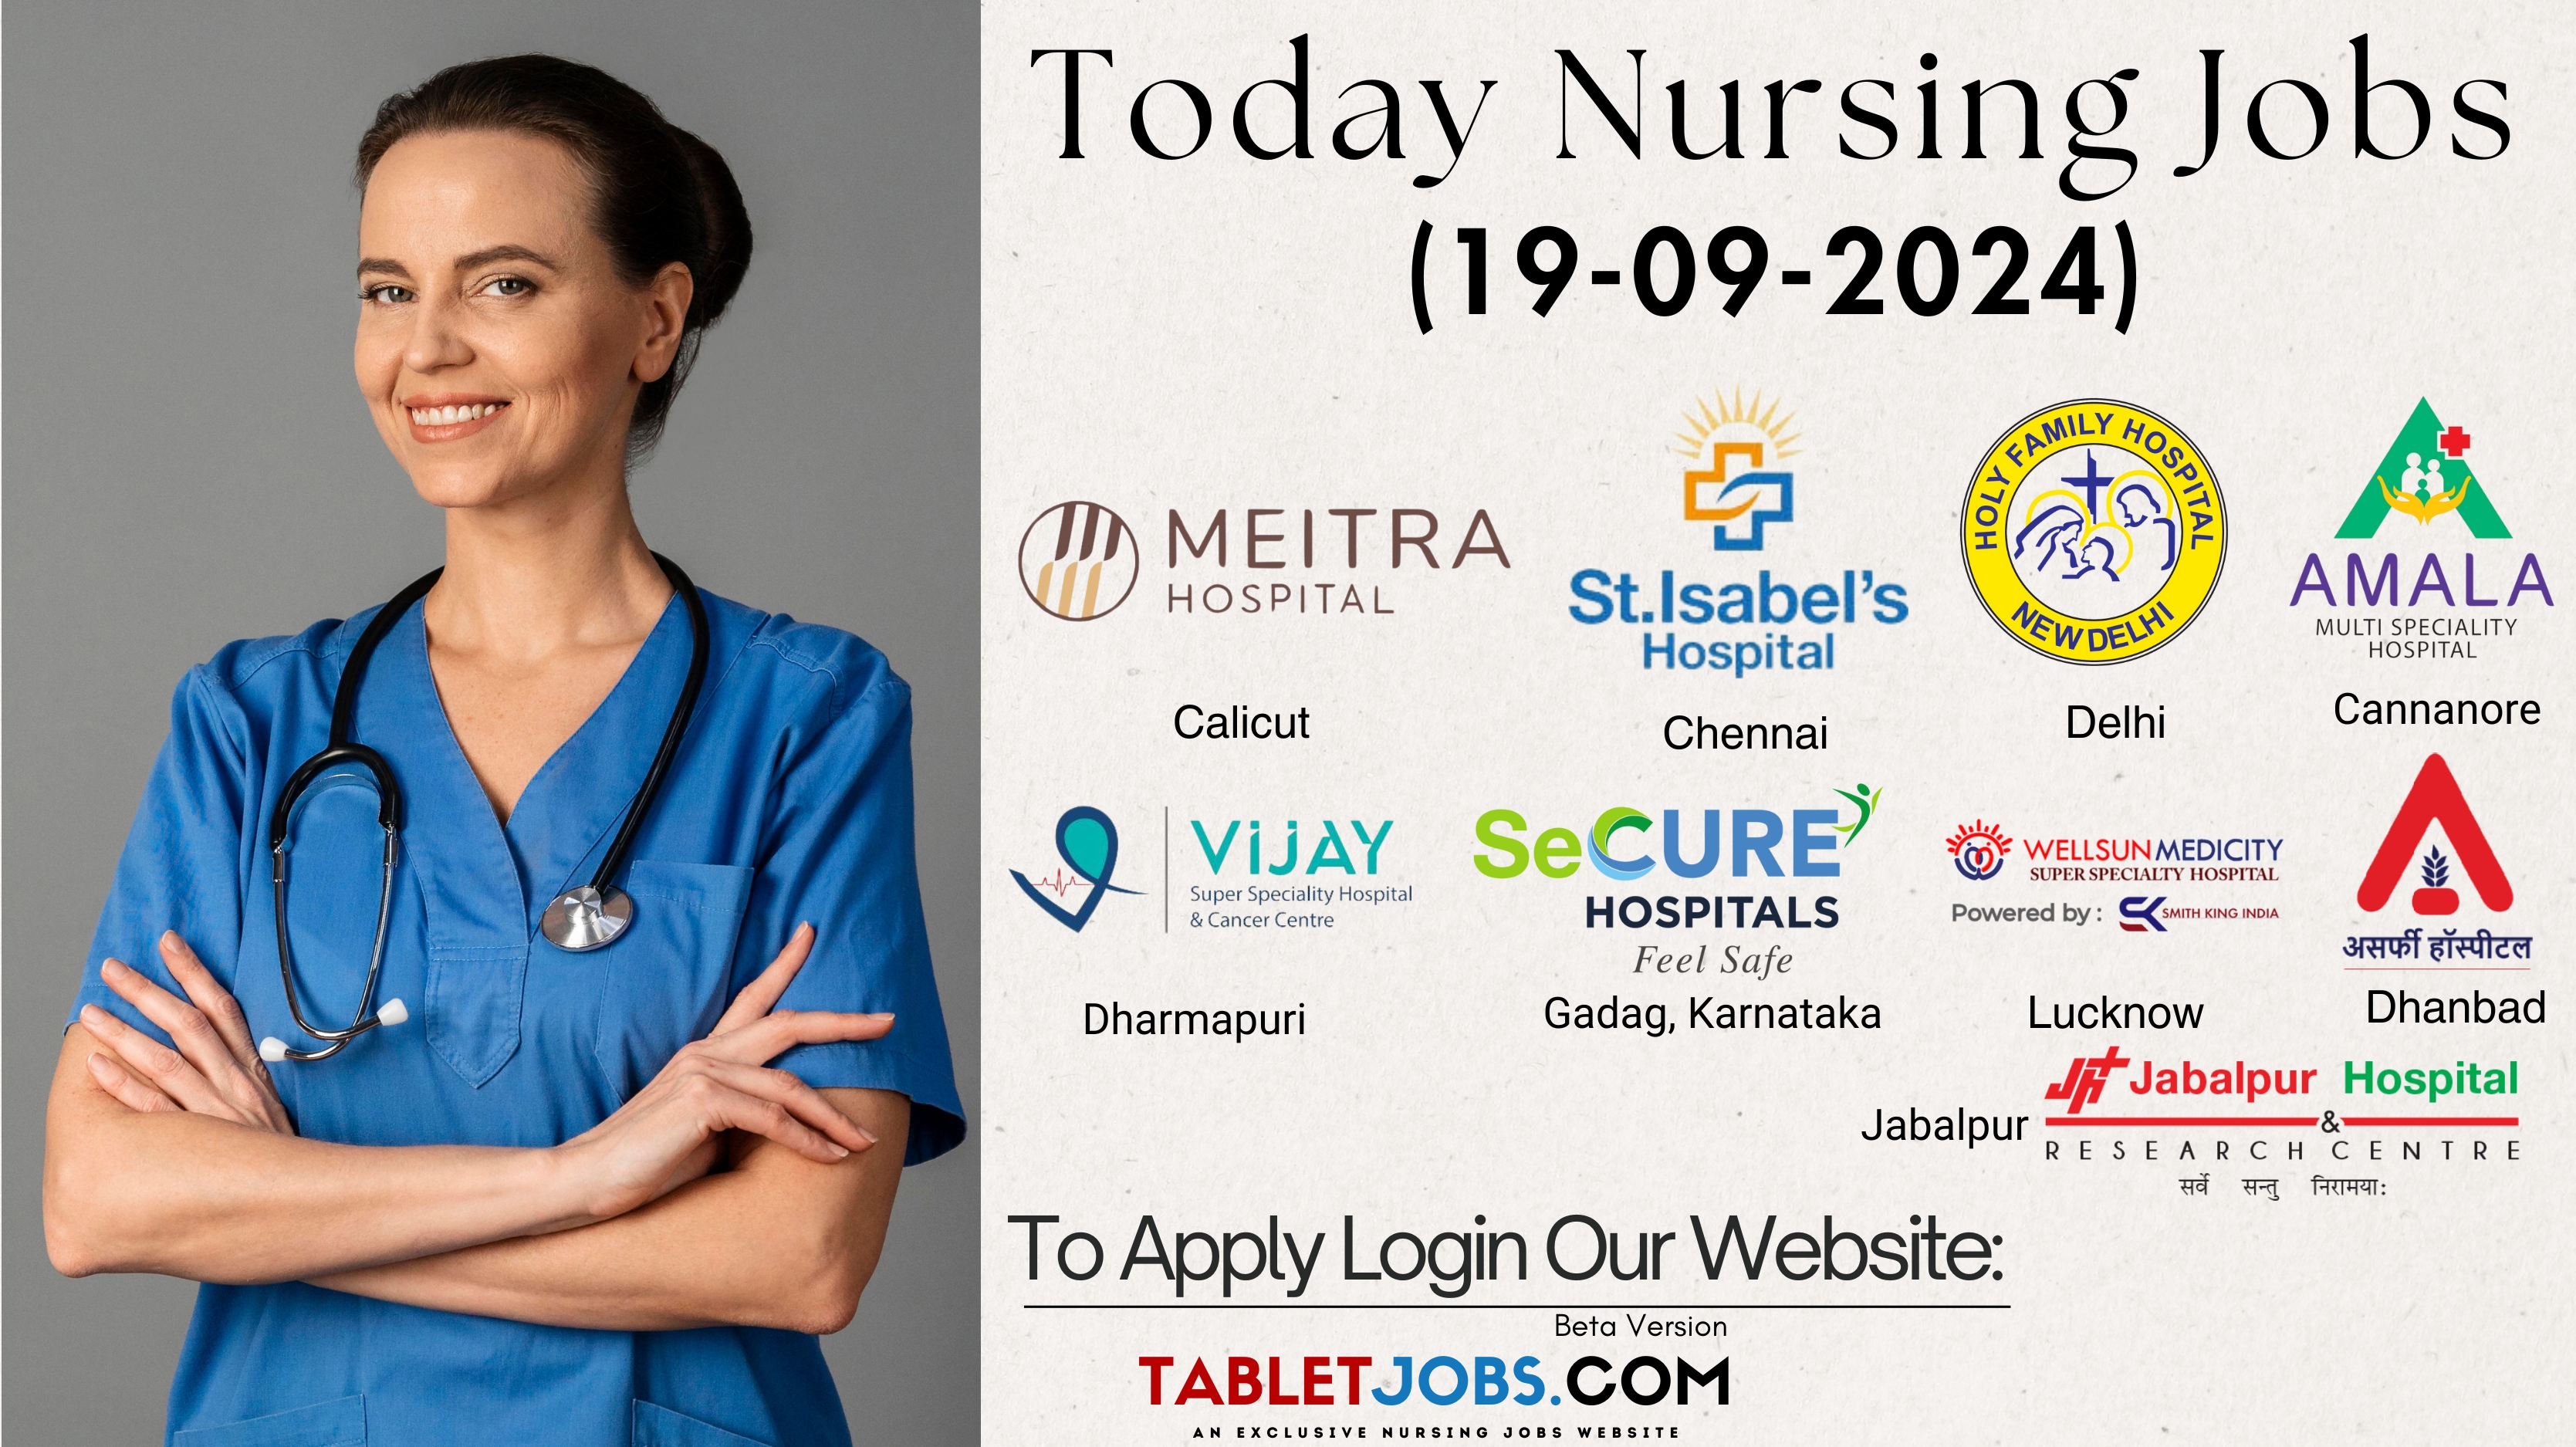 Today Nursing Jobs
(19-09-2024)
MEITRA
HOSPITAL
Calicut
St.Isabel's
Hospital
Chennai
HOLY FAMILY HOSPITAL
NEW DELHI
Delhi
AMALA
MULTI SPECIALITY
HOSPITAL
Cannanore
ViJAY
Super Speciality Hospital
& Cancer Centre
Dharmapuri
SeCURE
HOSPITALS
Feel Safe
Gadag, Karnataka
WELLSUN MEDICITY
SUPER SPECIALTY HOSPITAL
Powered by : SK SMITH KING INDIA
Lucknow
असर्फी हॉस्पीटल
Dhanbad
Jabalpur
JH Jabalpur Hospital
&
RESEARCH CENTRE
सर्वे सन्तु निरामया:
To Apply Login Our Website:
Beta Version
TABLETJOBS.COM
AN EXCLUSIVE NURSING JOBS WEBSITE